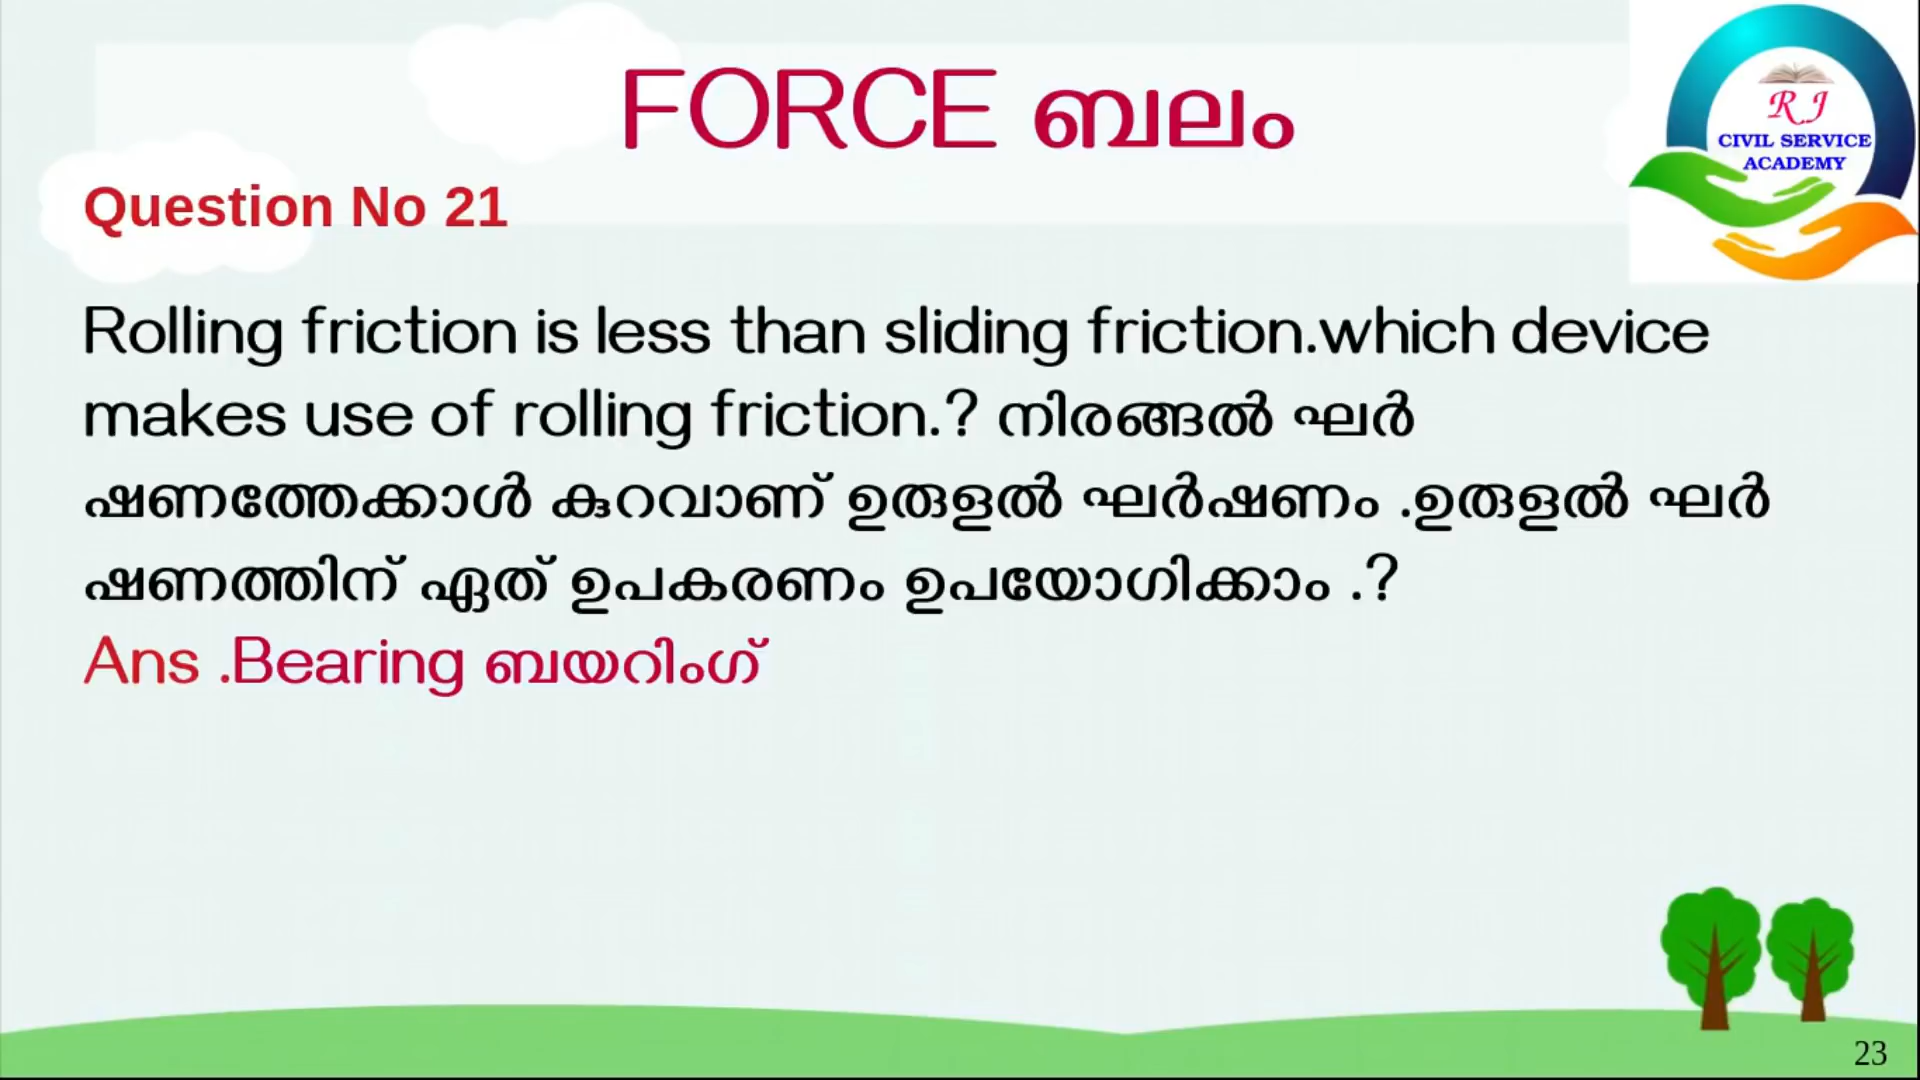 FORCE ബലം
R J
CIVIL SERVICE
ACADEMY
Question No 21
Rolling friction is less than sliding friction.which device
makes use of rolling friction.? നിരങ്ങൽ ഘർ
ഷണത്തേക്കാൾ കുറവാണ് ഉരുളൽ ഘർഷണം .ഉരുളൽ ഘർ
ഷണത്തിന് ഏത് ഉപകരണം ഉപയോഗിക്കാം .?
Ans .Bearing ബയറിംഗ്
23